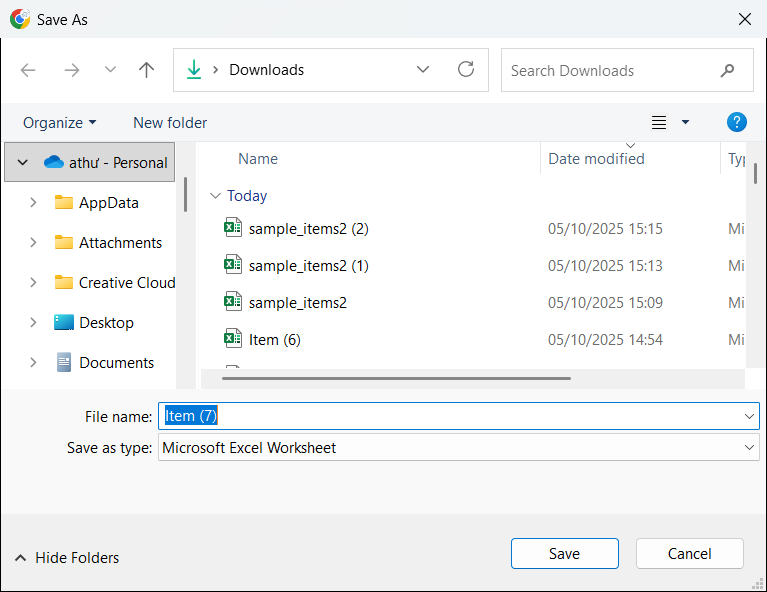 Save As
Downloads
Search Downloads
Organize
New folder
?
athư - Personal
AppData
Attachments
Creative Cloud
Desktop
Documents
Name Date modified
Today
sample_items2 (2) 05/10/2025 15:15 Mi
sample_items2 (1) 05/10/2025 15:13 Mi
sample_items2 05/10/2025 15:09 Mi
Item (6) 05/10/2025 14:54 Mi
File name: Item (7)
Save as type: Microsoft Excel Worksheet
Hide Folders
Save
Cancel